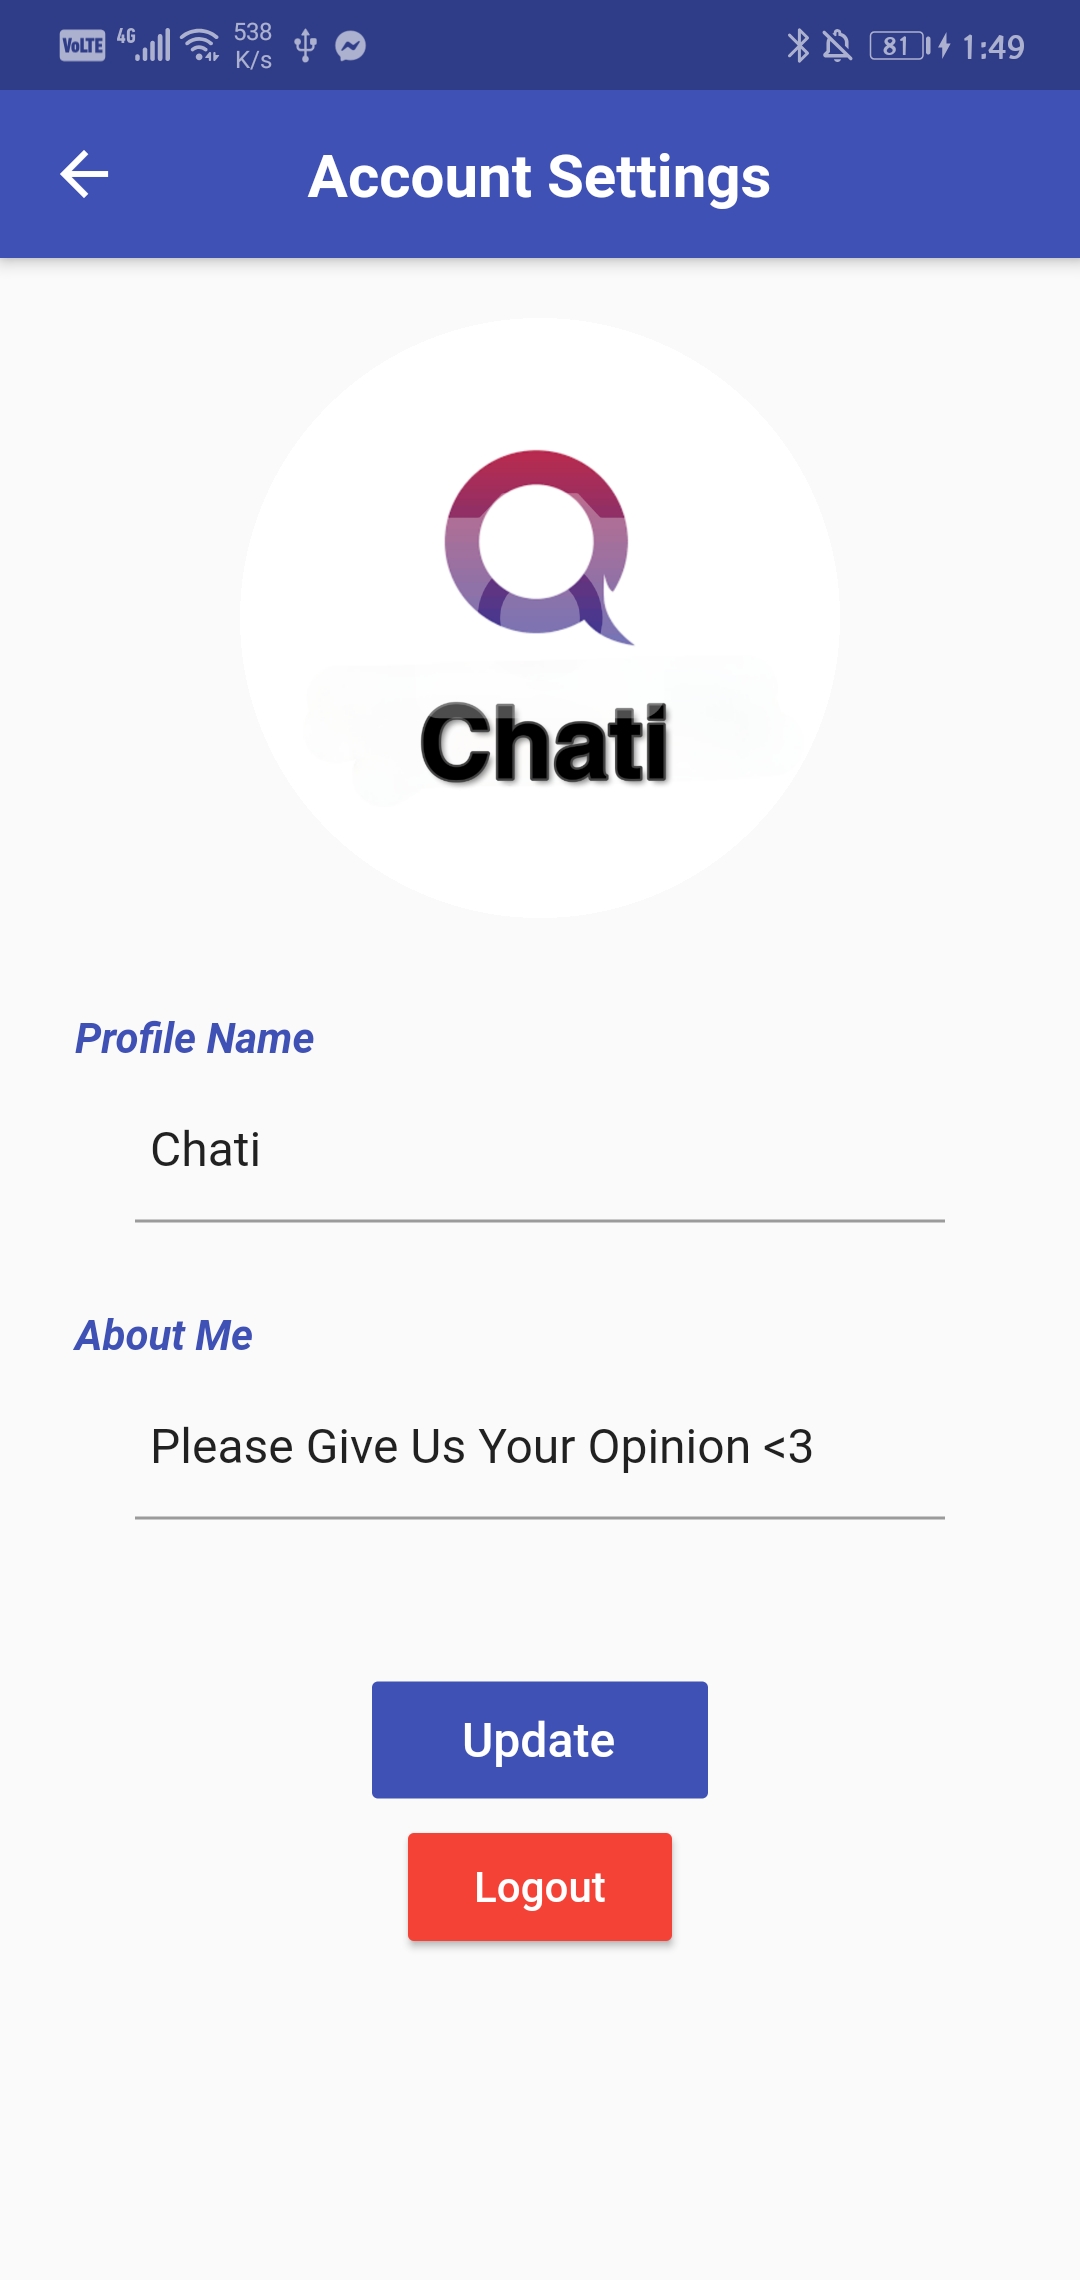 VoLTE 4G 538 K/s 81 1:49
Account Settings
Chati
Profile Name
Chati
About Me
Please Give Us Your Opinion <3
Update
Logout